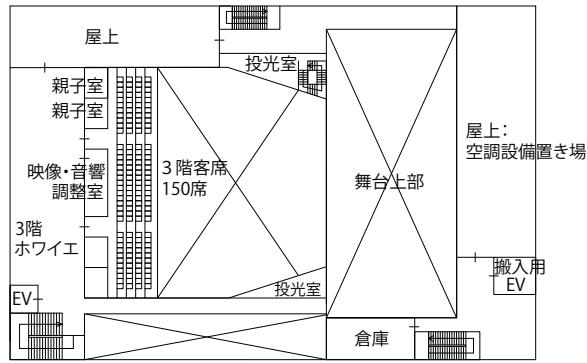 屋上
投光室
親子室
親子室
映像・音響
調整室
3階客席
150席
舞台上部
屋上：
空調設備置き場
3階
ホワイエ
EV
搬入用
EV
投光室
倉庫